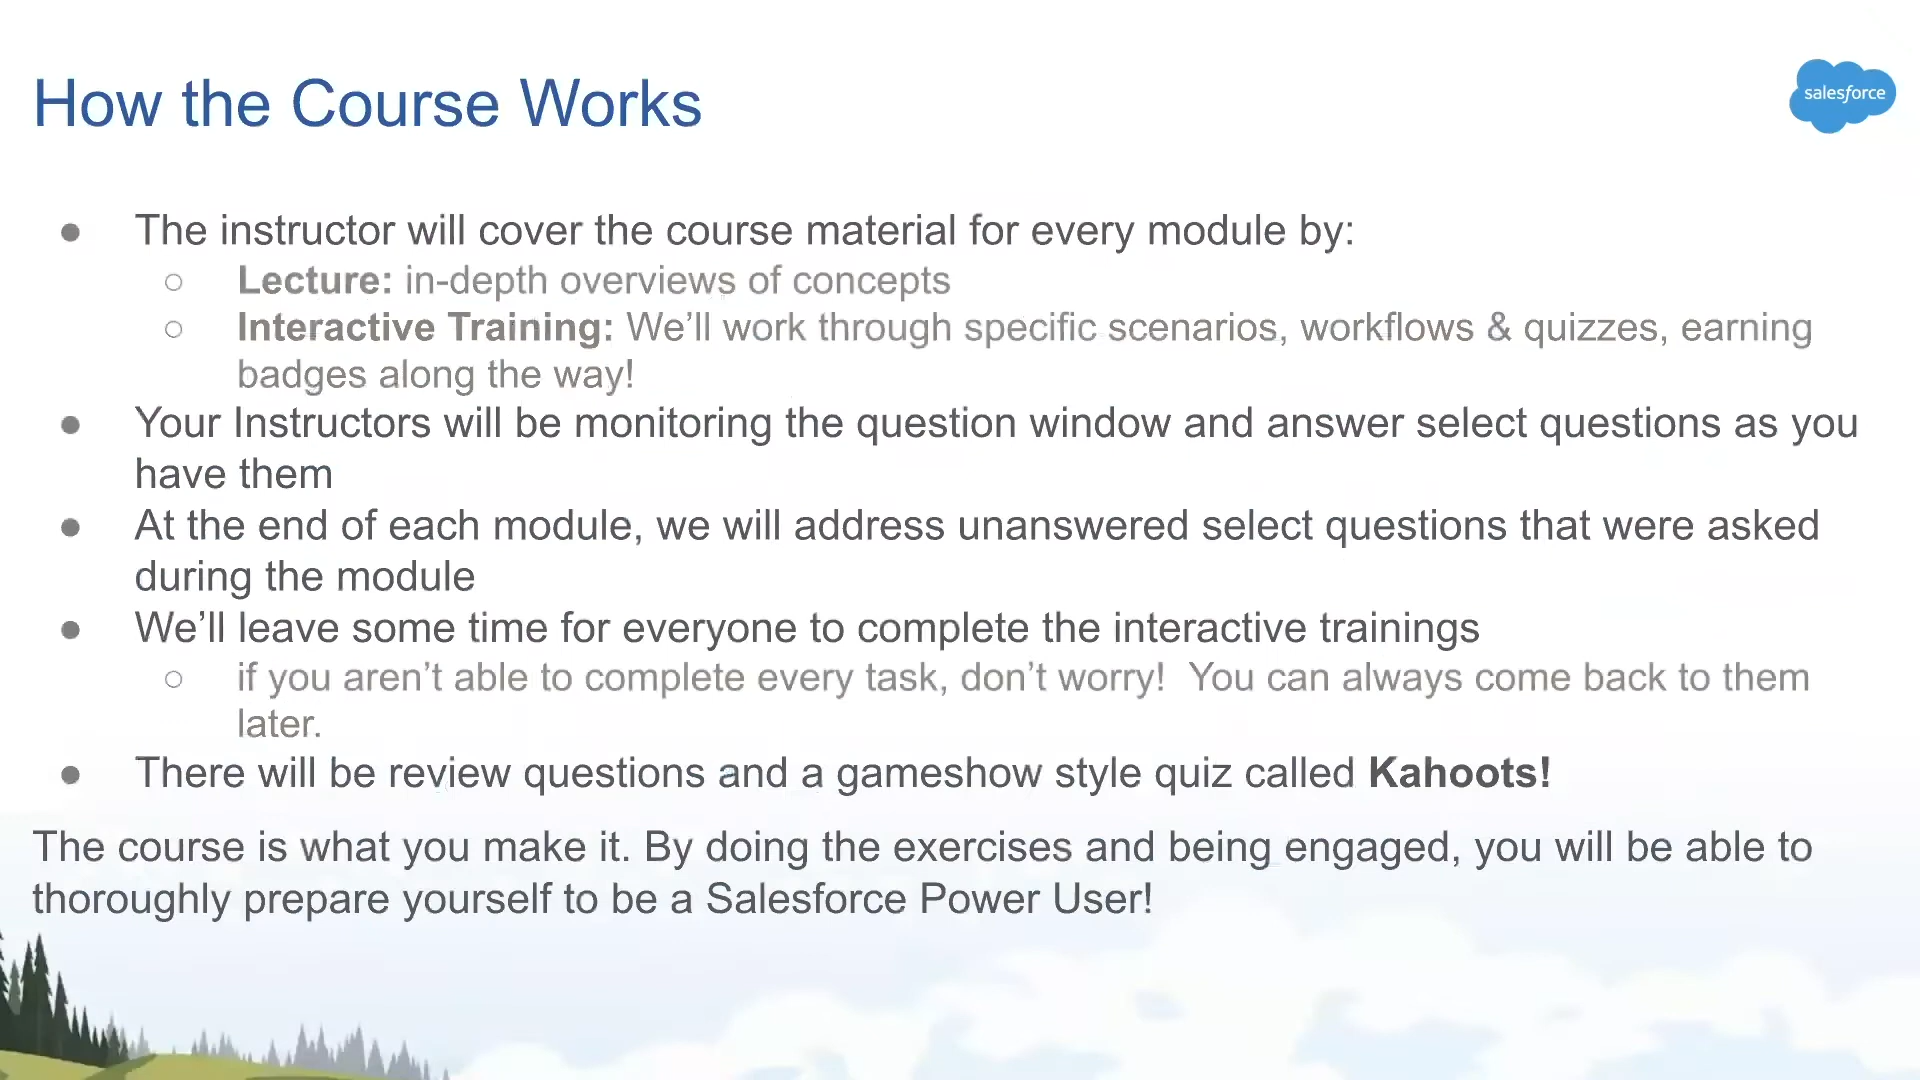 How the Course Works
salesforce
● The instructor will cover the course material for every module by:
○ Lecture: in-depth overviews of concepts
○ Interactive Training: We’ll work through specific scenarios, workflows & quizzes, earning
badges along the way!
● Your Instructors will be monitoring the question window and answer select questions as you
have them
● At the end of each module, we will address unanswered select questions that were asked
during the module
● We’ll leave some time for everyone to complete the interactive trainings
○ if you aren’t able to complete every task, don’t worry!  You can always come back to them
later.
● There will be review questions and a gameshow style quiz called Kahoots!
The course is what you make it. By doing the exercises and being engaged, you will be able to
thoroughly prepare yourself to be a Salesforce Power User!